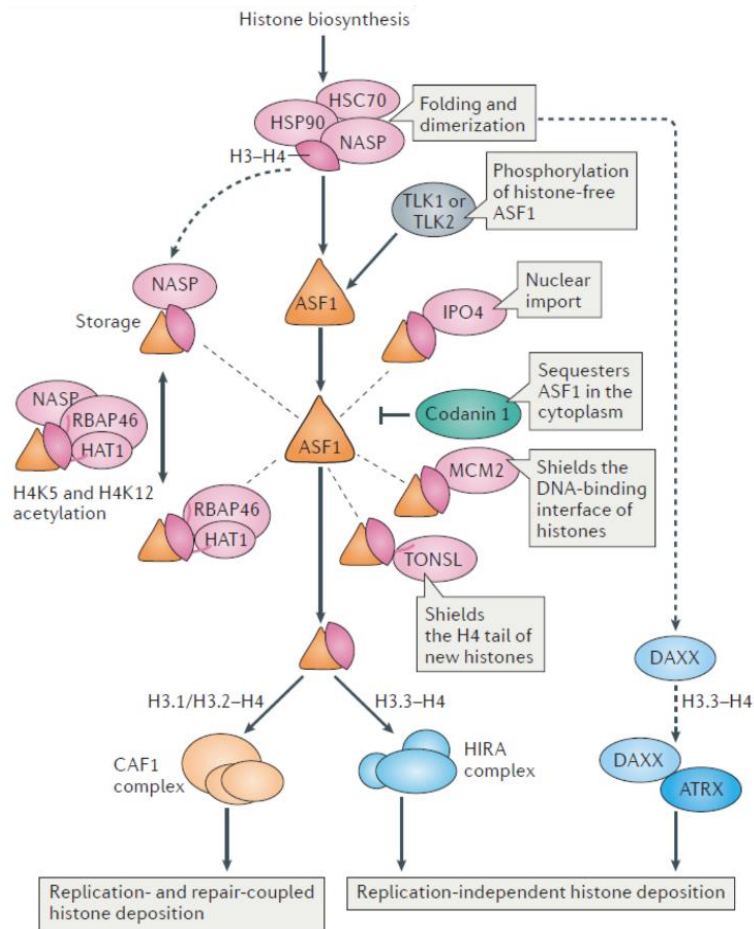 Histone biosynthesis
HSC70
HSP90
NASP
H3–H4
Folding and
dimerization
TLK1 or
TLK2
Phosphorylation
of histone-free
ASF1
NASP
Storage
ASF1
IPO4
Nuclear
import
NASP
RBAP46
HAT1
H4K5 and H4K12
acetylation
ASF1
Codanin 1
Sequesters
ASF1 in the
cytoplasm
RBAP46
HAT1
MCM2
Shields the
DNA-binding
interface of
histones
TONSL
Shields
the H4 tail of
new histones
DAXX
H3.1/H3.2–H4
H3.3–H4
H3.3–H4
CAF1
complex
HIRA
complex
DAXX
ATRX
Replication- and repair-coupled
histone deposition
Replication-independent histone deposition